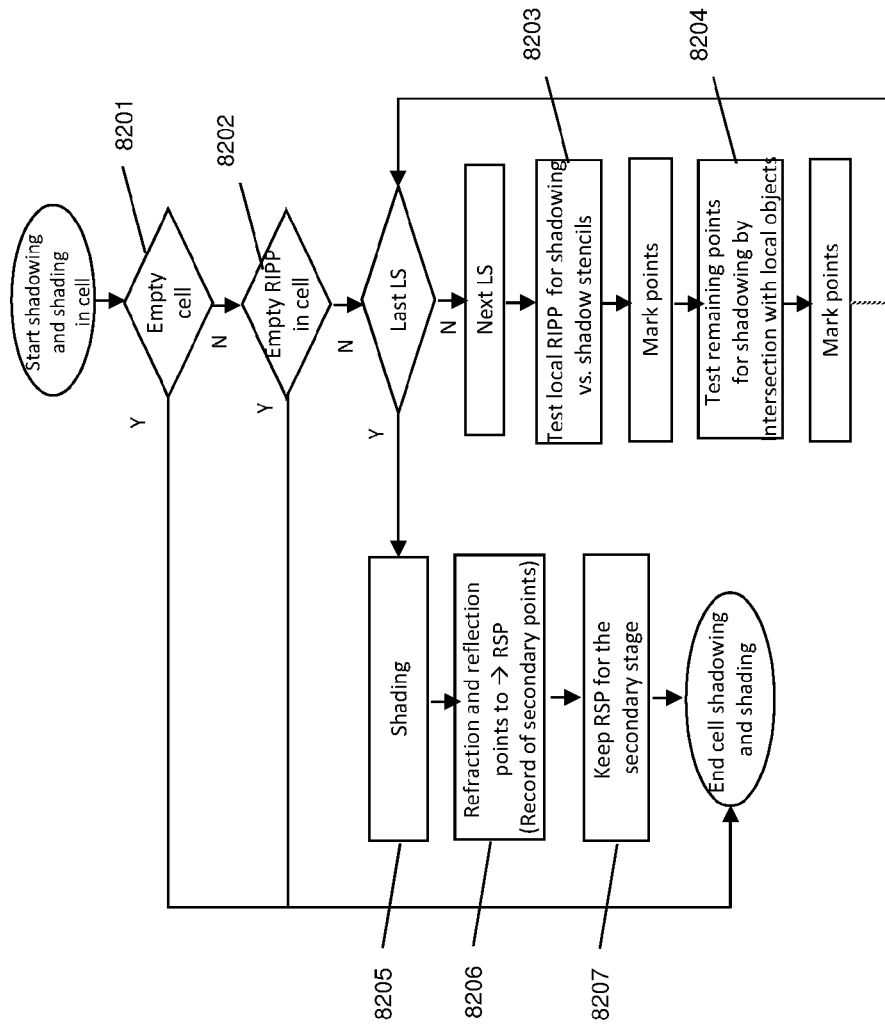 Start shadowing
and shading
in cell
8201
Empty
cell
Y
N
8202
Empty RIPP
in cell
Y
N
Last LS
Y
N
Next LS
8203
Test local RIPP for shadowing
vs. shadow stencils
Mark points
8204
Test remaining points
for shadowing by
Intersection with local objects
Mark points
Shading
8205
Refraction and reflection
points to → RSP
(Record of secondary points)
8206
Keep RSP for the
secondary stage
8207
End cell shadowing
and shading